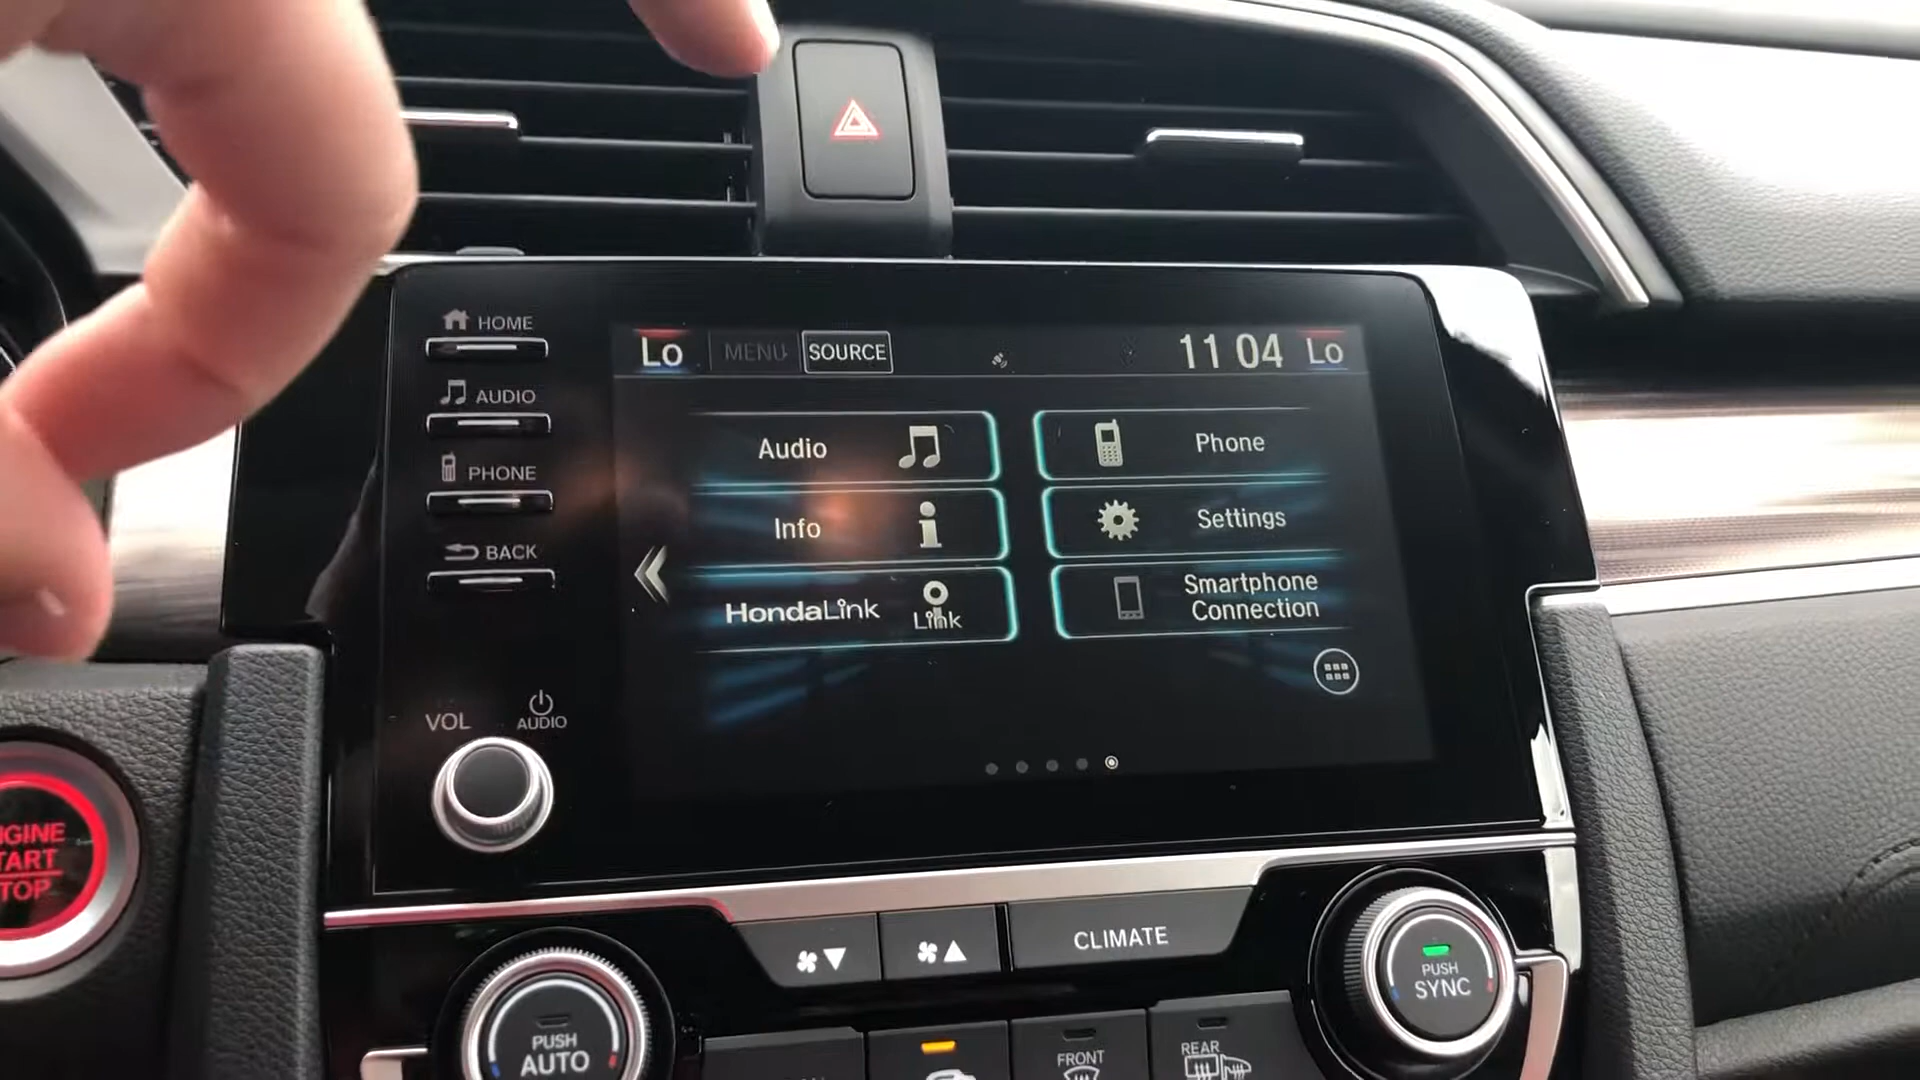 HOME
AUDIO
PHONE
BACK
VOL
AUDIO
Lo
MENU
SOURCE
11 04
Lo
Audio
Phone
Info
Settings
HondaLink
Link
Smartphone
Connection
CLIMATE
PUSH
SYNC
PUSH
AUTO
FRONT
REAR